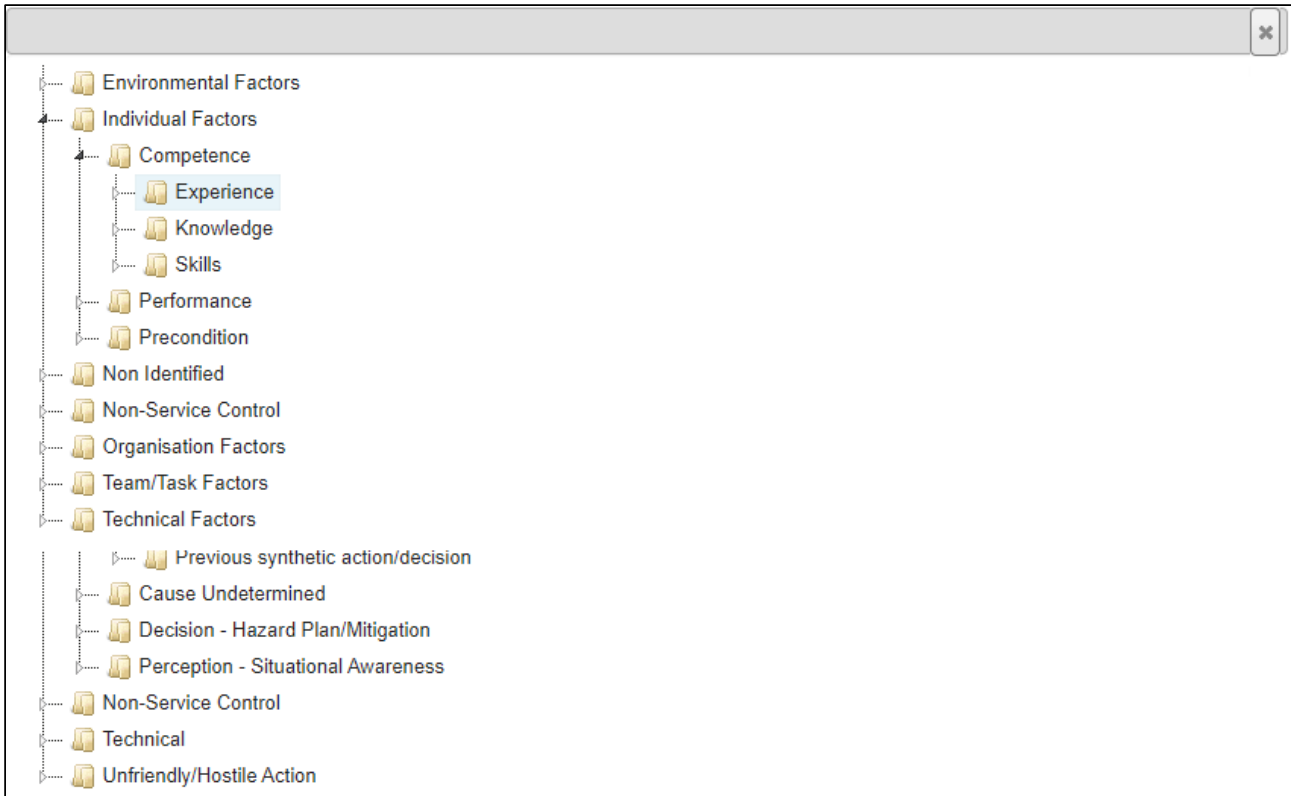 Environmental Factors
Individual Factors
Competence
Experience
Knowledge
Skills
Performance
Precondition
Non Identified
Non-Service Control
Organisation Factors
Team/Task Factors
Technical Factors
Previous synthetic action/decision
Cause Undetermined
Decision - Hazard Plan/Mitigation
Perception - Situational Awareness
Non-Service Control
Technical
Unfriendly/Hostile Action